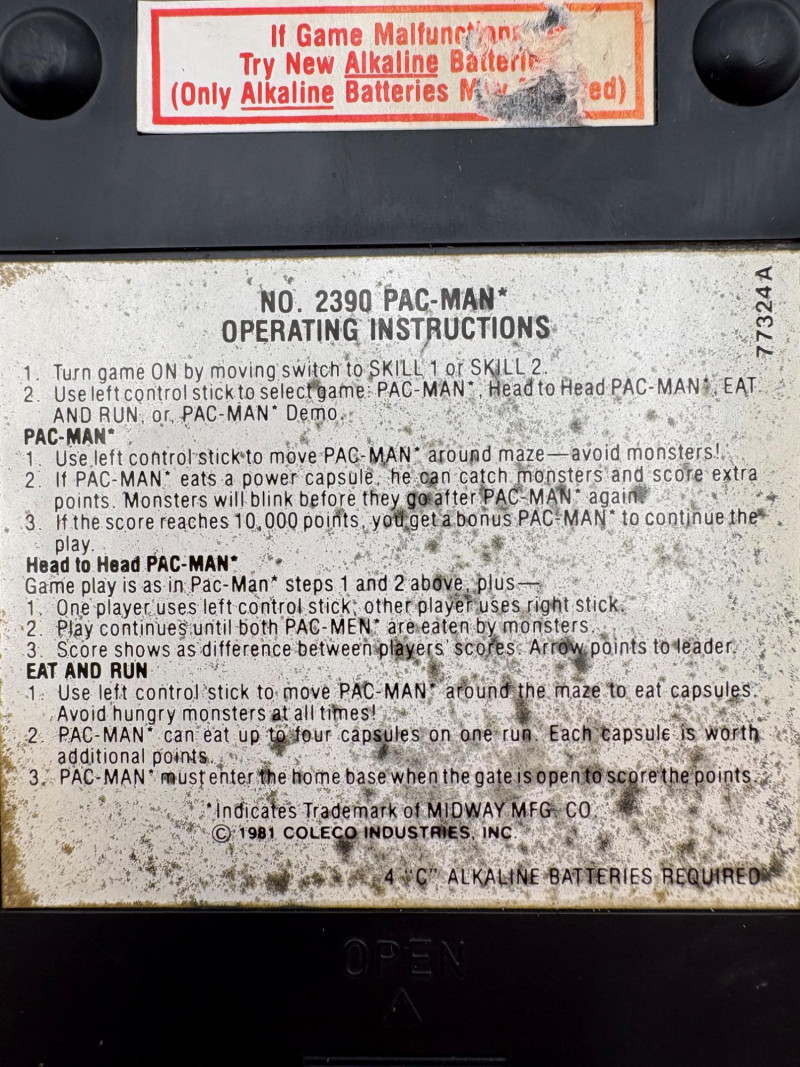 If Game Malfunctions
Try New Alkaline Batterie
(Only Alkaline Batteries ed)
NO. 2390 PAC-MAN*
OPERATING INSTRUCTIONS
77324A
1. Turn game ON by moving switch to SKILL 1 or SKILL 2.
2. Use left control stick to select game: PAC-MAN*, Head to Head PAC-MAN*, EAT
AND RUN, or, PAC-MAN* Demo.
PAC-MAN*
1. Use left control stick to move PAC-MAN* around maze—avoid monsters!
2. If PAC-MAN* eats a power capsule, he can catch monsters and score extra
points. Monsters will blink before they go after PAC-MAN* again.
3. If the score reaches 10,000 points, you get a bonus PAC-MAN* to continue the
play.
Head to Head PAC-MAN*
Game play is as in Pac-Man* steps 1 and 2 above, plus—
1. One player uses left control stick; other player uses right stick.
2. Play continues until both PAC-MEN* are eaten by monsters.
3. Score shows as difference between players' scores. Arrow points to leader.
EAT AND RUN
1. Use left control stick to move PAC-MAN* around the maze to eat capsules.
Avoid hungry monsters at all times!
2. PAC-MAN* can eat up to four capsules on one run. Each capsule is worth
additional points.
3. PAC-MAN* must enter the home base when the gate is open to score the points.
*Indicates Trademark of MIDWAY MFG. CO.
© 1981 COLECO INDUSTRIES, INC.
4 "C" ALKALINE BATTERIES REQUIRED
OPEN